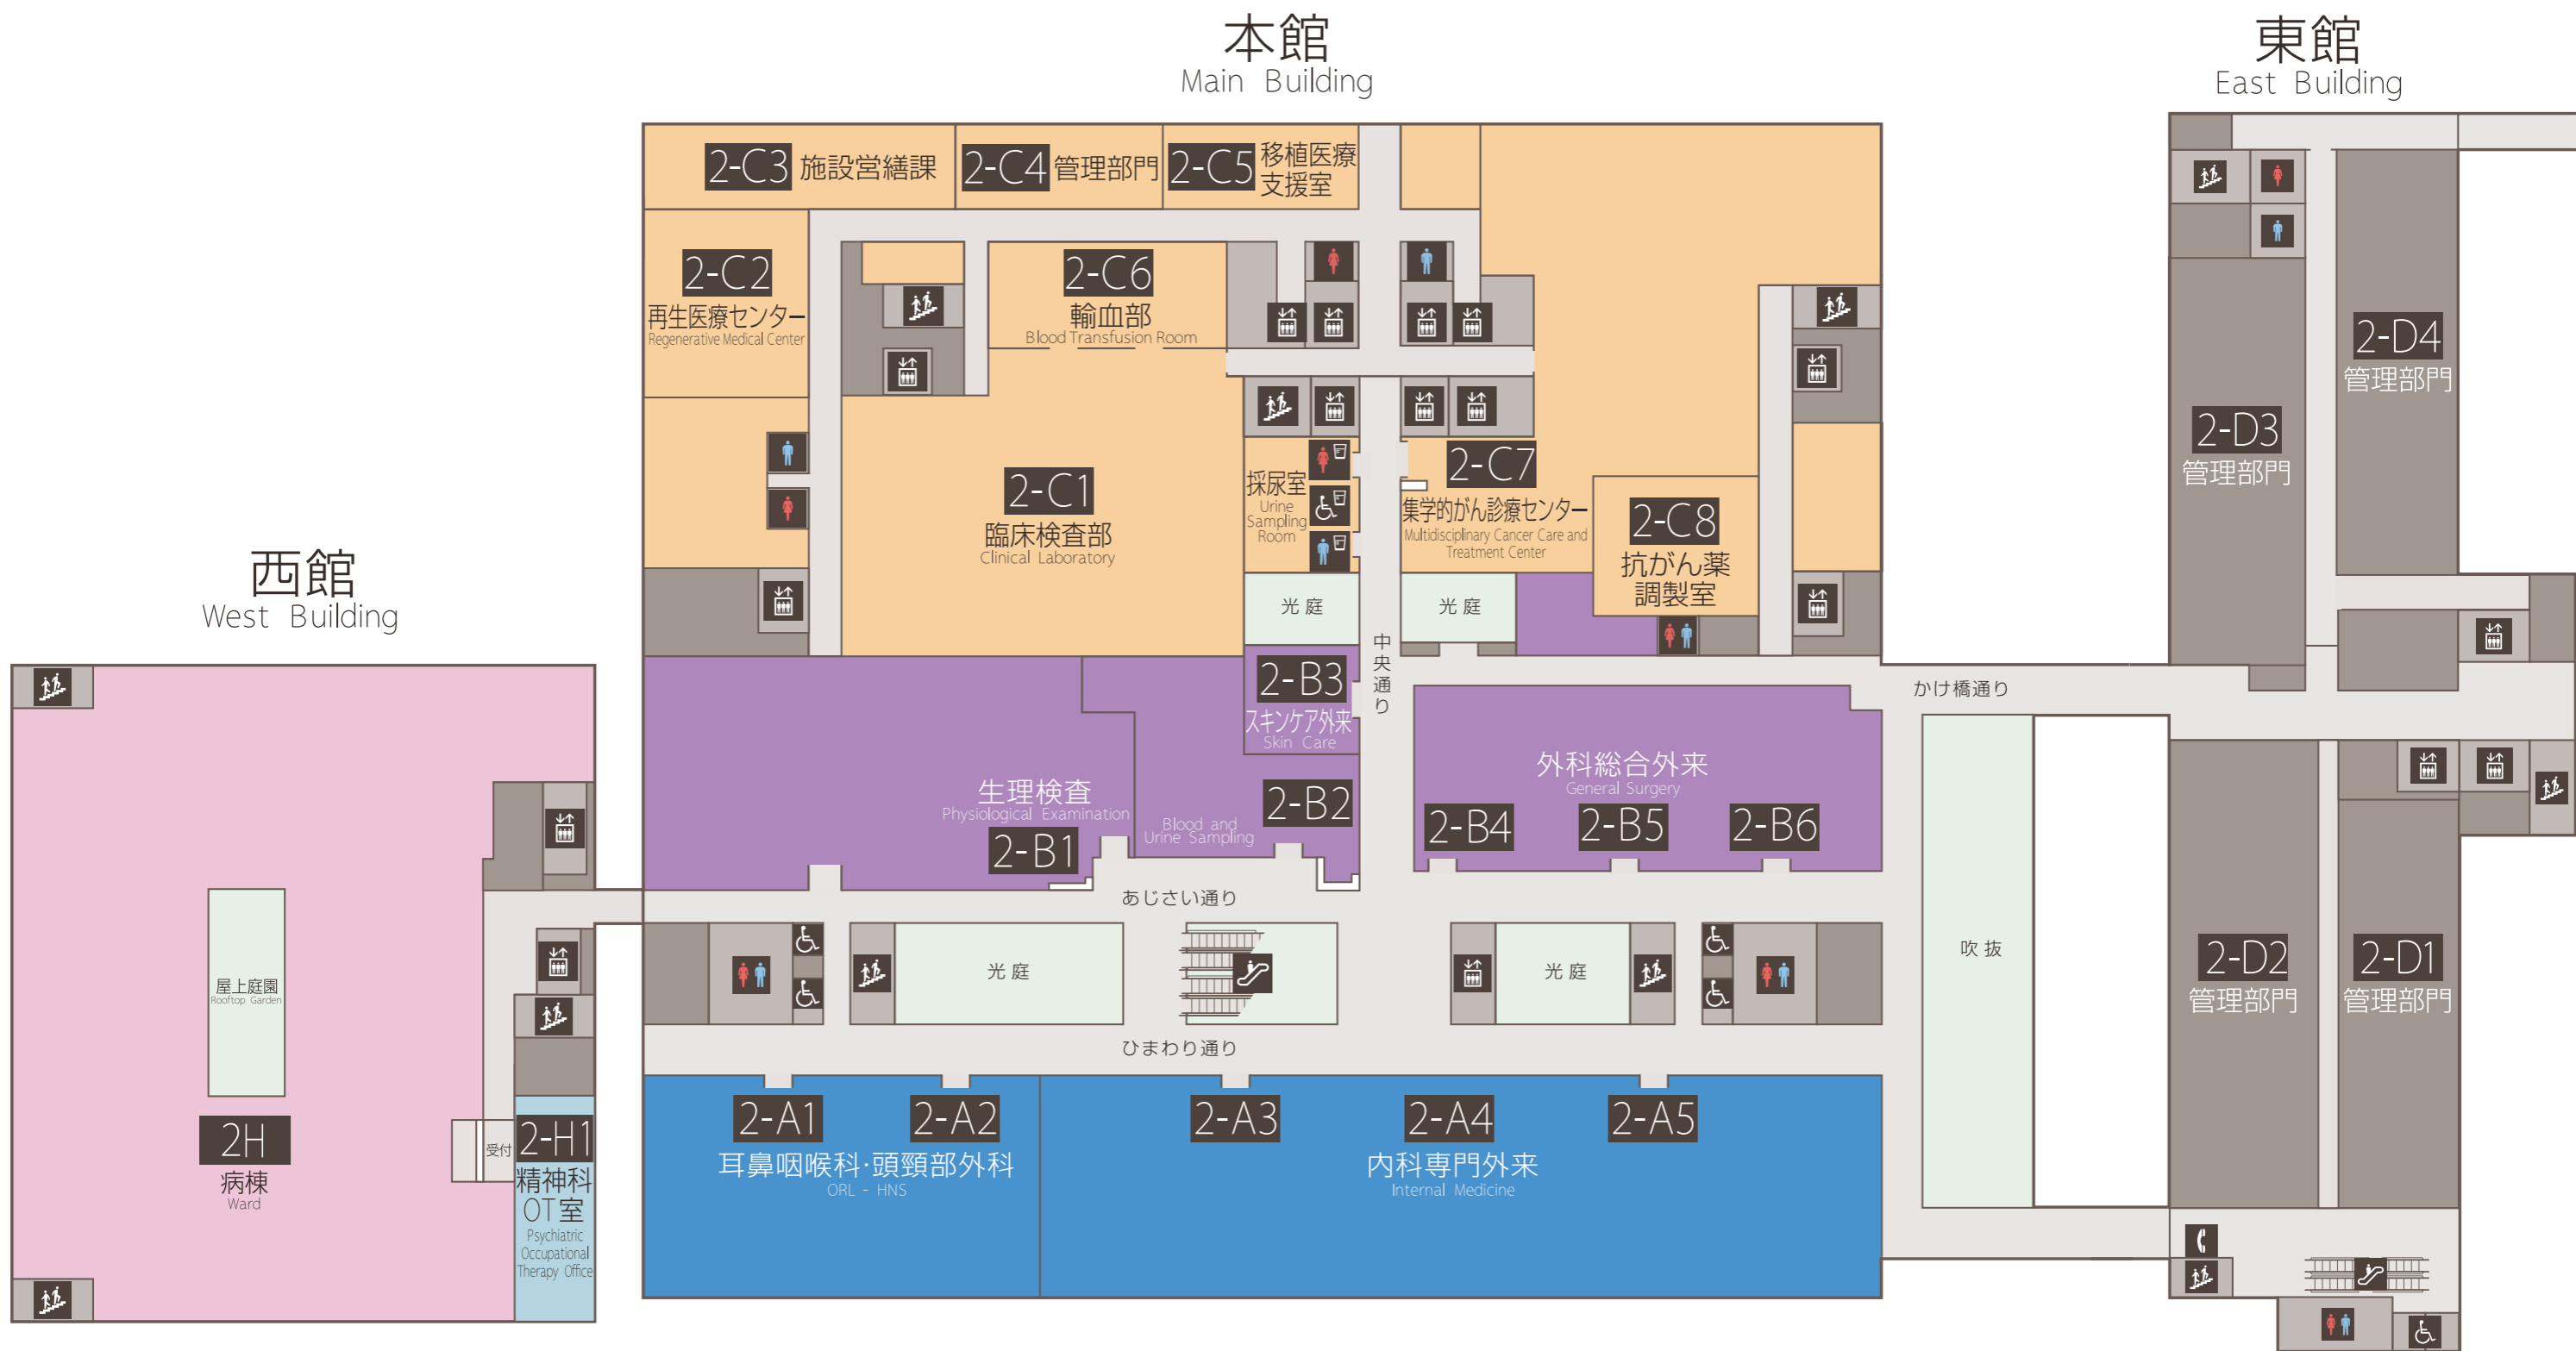 本館
Main Building
東館
East Building
西館
West Building
2-C3 施設営繕課
2-C4 管理部門
2-C5 移植医療
支援室
2-C2
再生医療センター
Regenerative Medical Center
2-C6
輸血部
Blood Transfusion Room
2-C1
臨床検査部
Clinical Laboratory
採尿室
Urine
Sampling
Room
2-C7
集学的がん診療センター
Multidisciplinary Cancer Care and
Treatment Center
2-C8
抗がん薬
調製室
光庭
光庭
中央通り
2-B3
スキンケア外来
Skin Care
生理検査
Physiological Examination
2-B1
2-B2
Blood and
Urine Sampling
外科総合外来
General Surgery
2-B4
2-B5
2-B6
かけ橋通り
あじさい通り
光庭
光庭
吹抜
ひまわり通り
2-A1
2-A2
耳鼻咽喉科・頭頸部外科
ORL - HNS
2-A3
2-A4
2-A5
内科専門外来
Internal Medicine
屋上庭園
Rooftop Garden
2H
病棟
Ward
受付
2-H1
精神科
OT室
Psychiatric
Occupational
Therapy Office
2-D4
管理部門
2-D3
管理部門
2-D2
管理部門
2-D1
管理部門